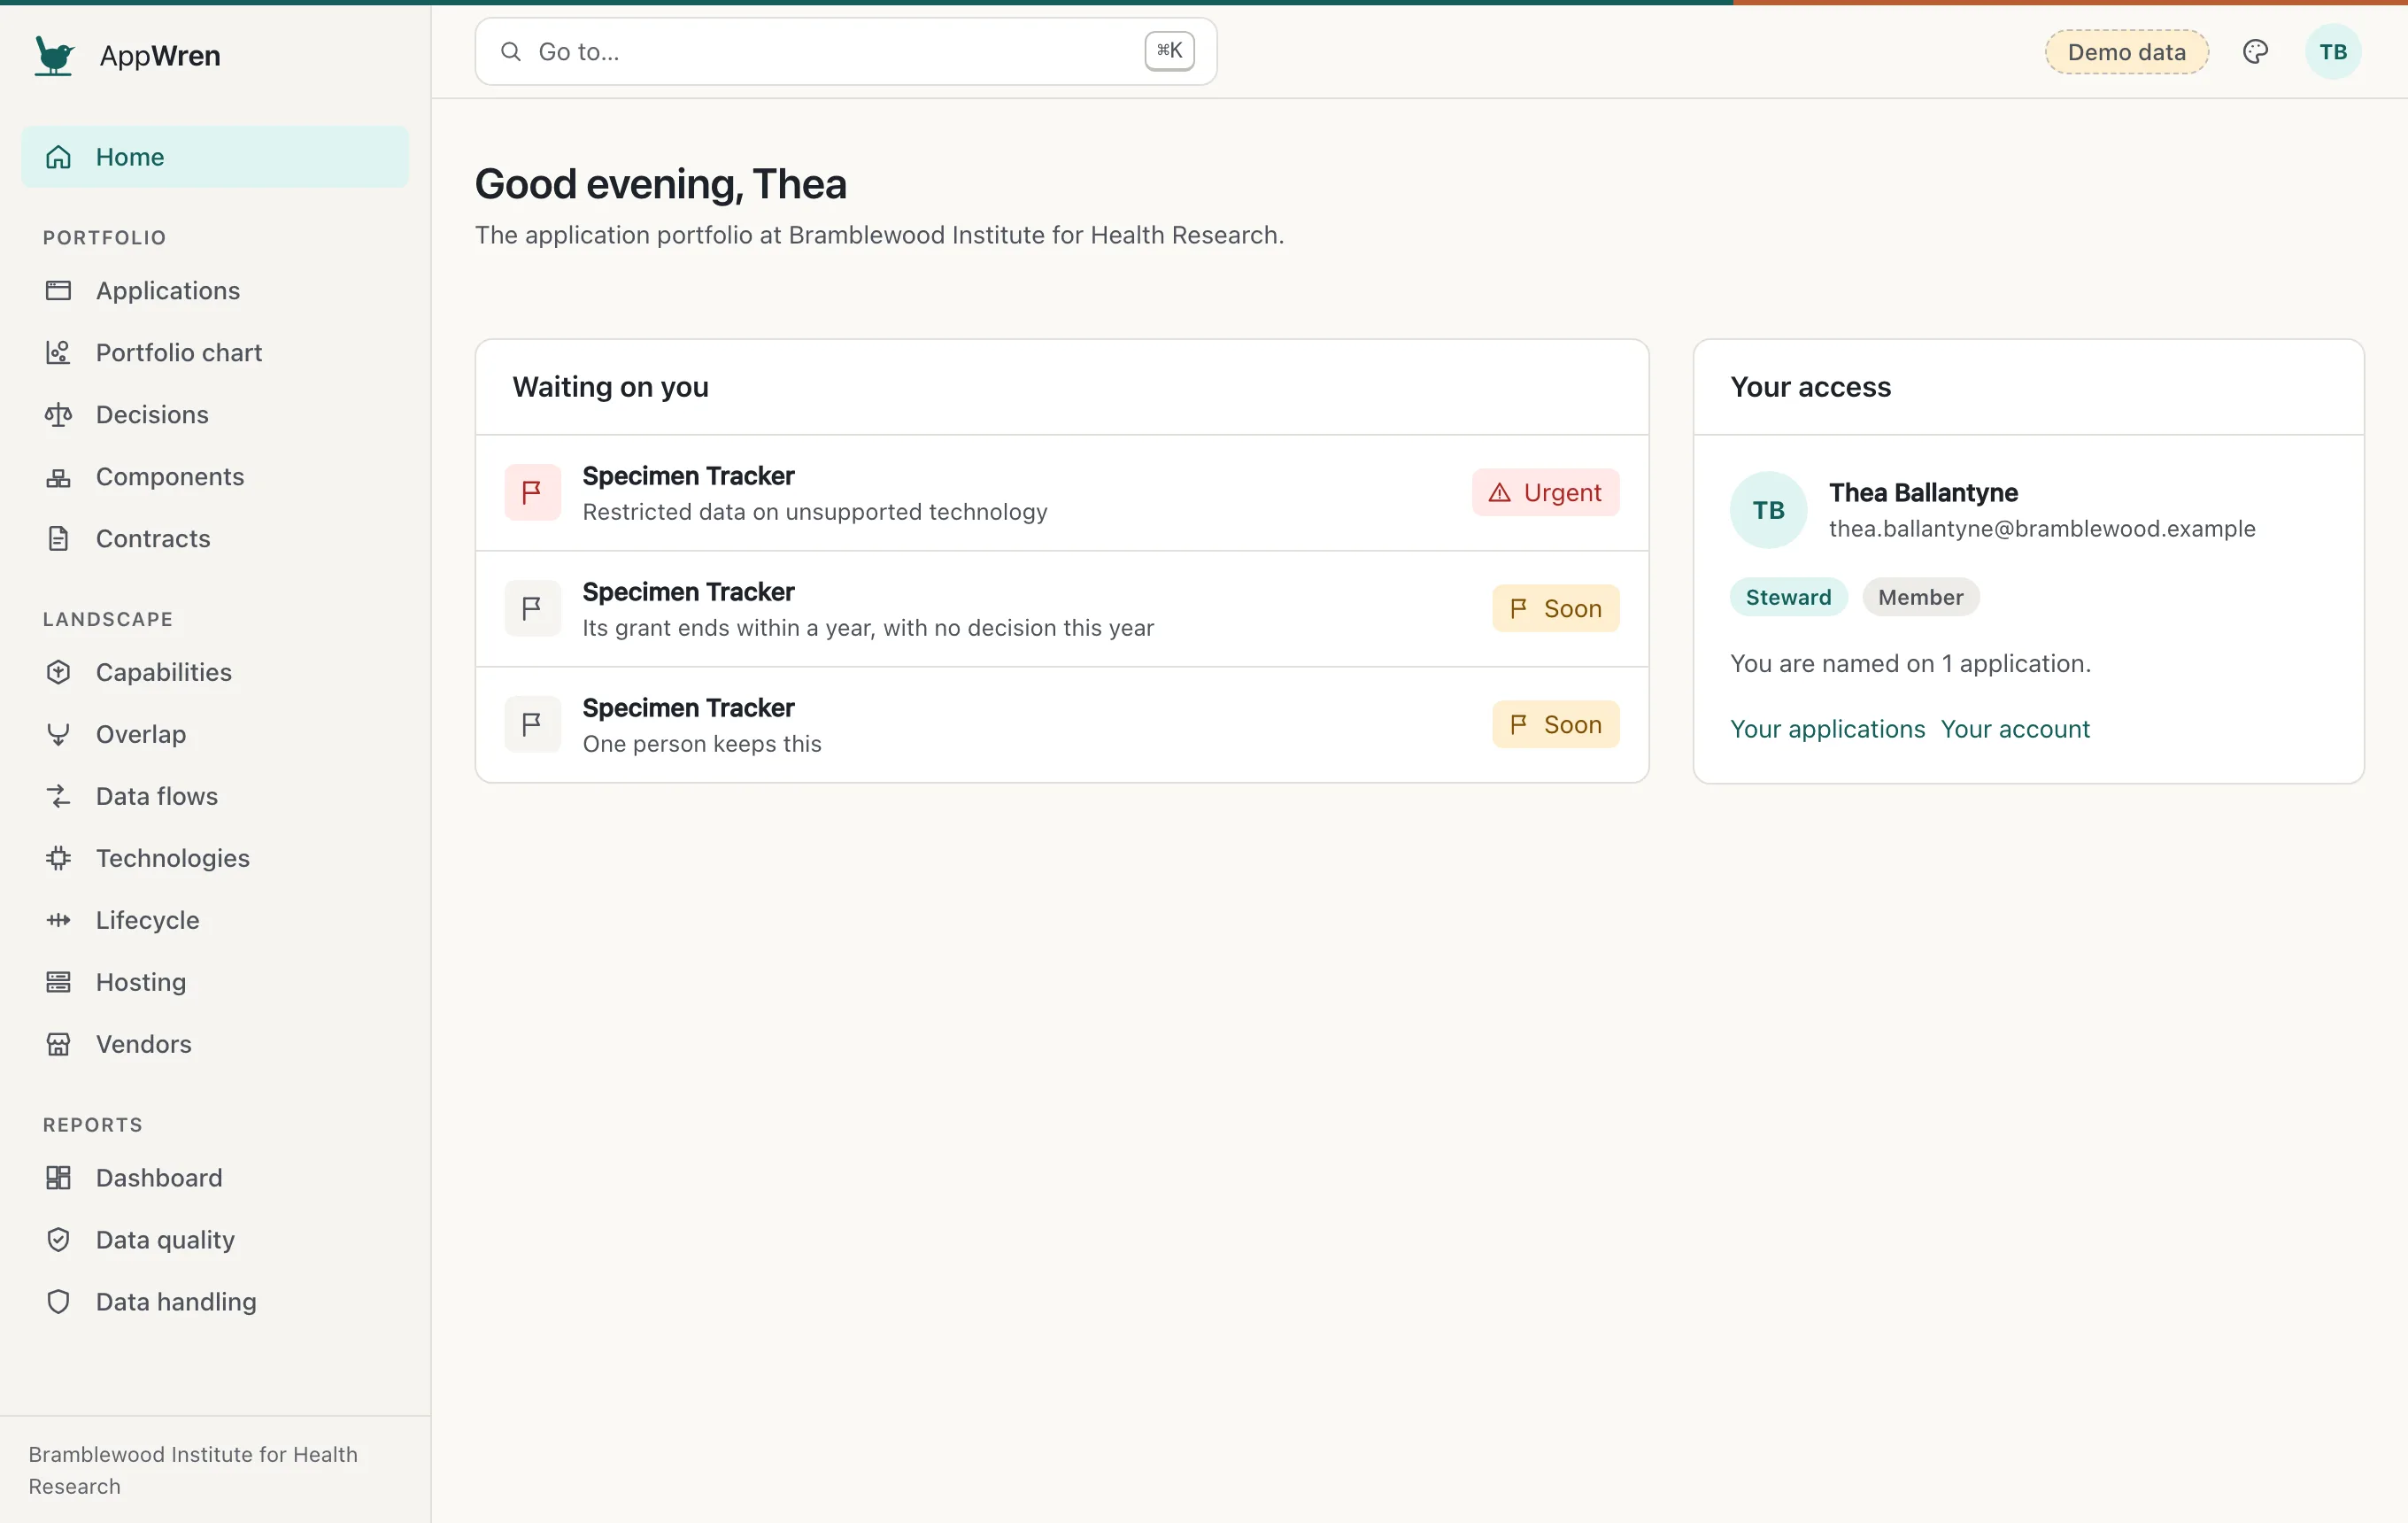 AppWren
Go to...
⌘K
Demo data
TB
Home
PORTFOLIO
Applications
Portfolio chart
Decisions
Components
Contracts
LANDSCAPE
Capabilities
Overlap
Data flows
Technologies
Lifecycle
Hosting
Vendors
REPORTS
Dashboard
Data quality
Data handling
Bramblewood Institute for Health
Research
Good evening, Thea
The application portfolio at Bramblewood Institute for Health Research.
Waiting on you
Specimen Tracker
Restricted data on unsupported technology
Urgent
Specimen Tracker
Its grant ends within a year, with no decision this year
Soon
Specimen Tracker
One person keeps this
Soon
Your access
TB
Thea Ballantyne
thea.ballantyne@bramblewood.example
Steward
Member
You are named on 1 application.
Your applications
Your account